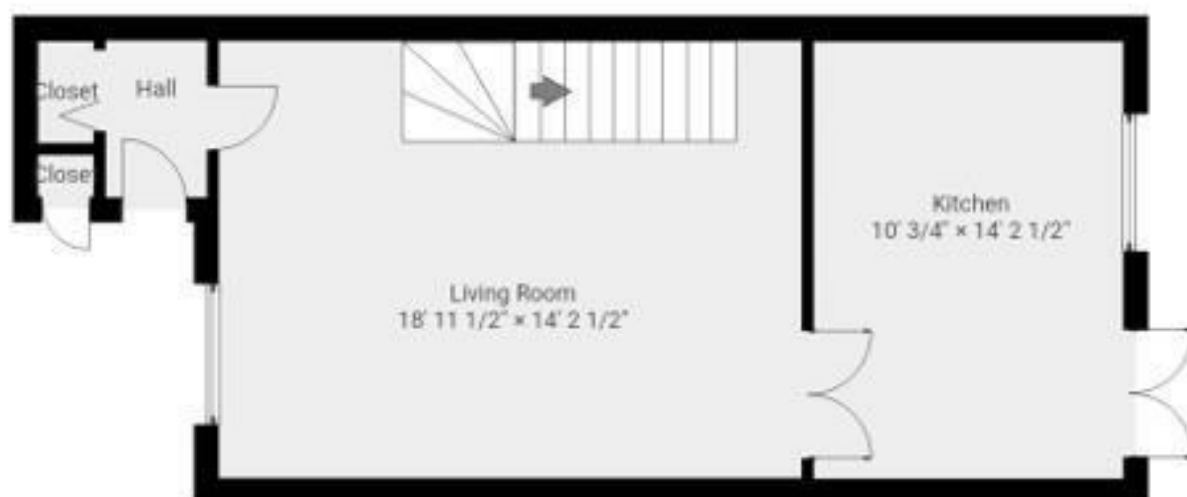 Closet
Hall
Closet
Kitchen
10' 3/4" × 14' 2 1/2"
Living Room
18' 11 1/2" × 14' 2 1/2"